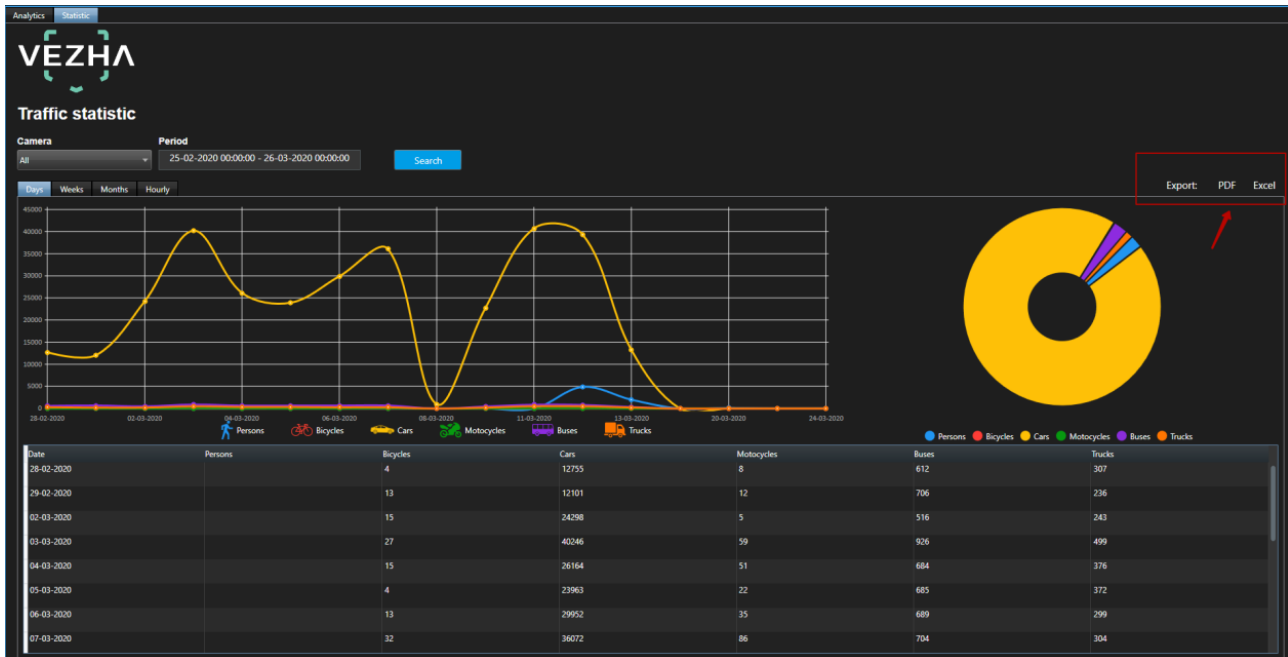 Analytics Statistic
VEZHA
Traffic statistic
Camera Period
All 25-02-2020 00:00:00 - 26-03-2020 00:00:00 Search
Export: PDF Excel
Days Weeks Months Hourly
45000
40000
35000
30000
25000
20000
15000
10000
5000
0
28-02-2020 02-03-2020 04-03-2020 06-03-2020 08-03-2020 11-03-2020 13-03-2020 20-03-2020 24-03-2020
Persons Bicycles Cars Motocycles Buses Trucks
Persons Bicycles Cars Motocycles Buses Trucks
Date Persons Bicycles Cars Motocycles Buses Trucks
28-02-2020 4 12755 8 612 307
29-02-2020 13 12101 12 706 236
02-03-2020 15 24298 5 516 243
03-03-2020 27 40246 59 926 499
04-03-2020 15 26164 51 684 376
05-03-2020 4 23963 22 685 372
06-03-2020 13 29952 35 689 299
07-03-2020 32 36072 86 704 304